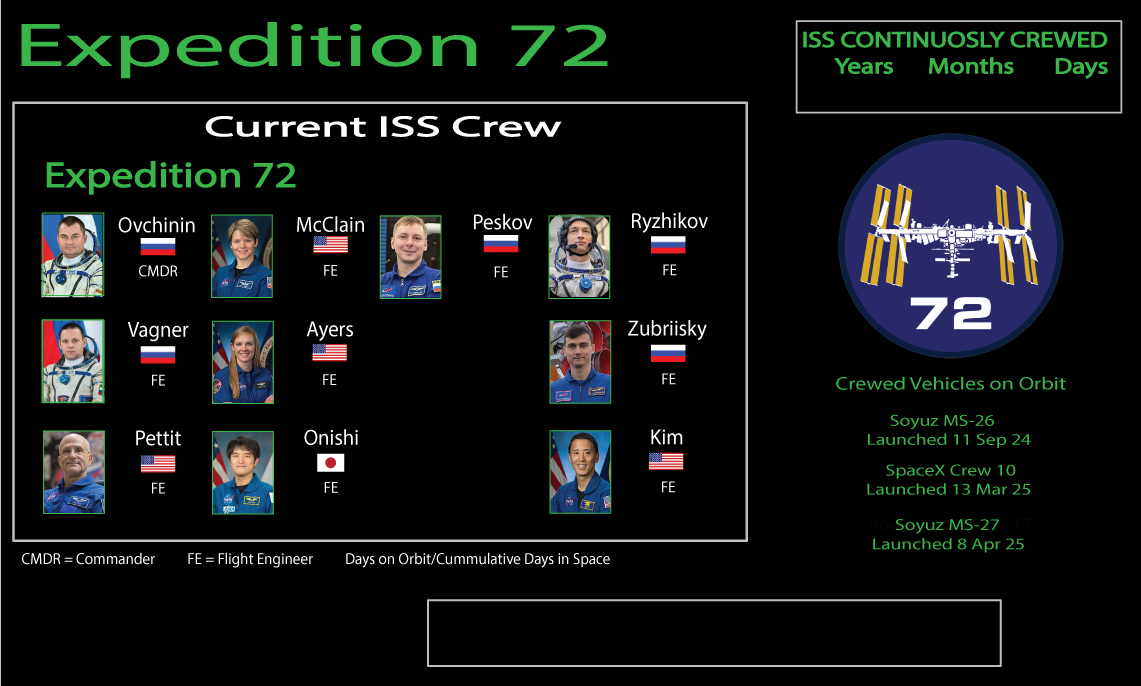 Expedition 72
ISS CONTINUOSLY CREWED
Years Months Days
Current ISS Crew
Expedition 72
Ovchinin
CMDR
McClain
FE
Peskov
FE
Ryzhikov
FE
Vagner
FE
Ayers
FE
Zubriisky
FE
Pettit
FE
Onishi
FE
Kim
FE
72
Crewed Vehicles on Orbit
Soyuz MS-26
Launched 11 Sep 24
SpaceX Crew 10
Launched 13 Mar 25
Soyuz MS-27
Launched 8 Apr 25
CMDR = Commander FE = Flight Engineer Days on Orbit/Cummulative Days in Space